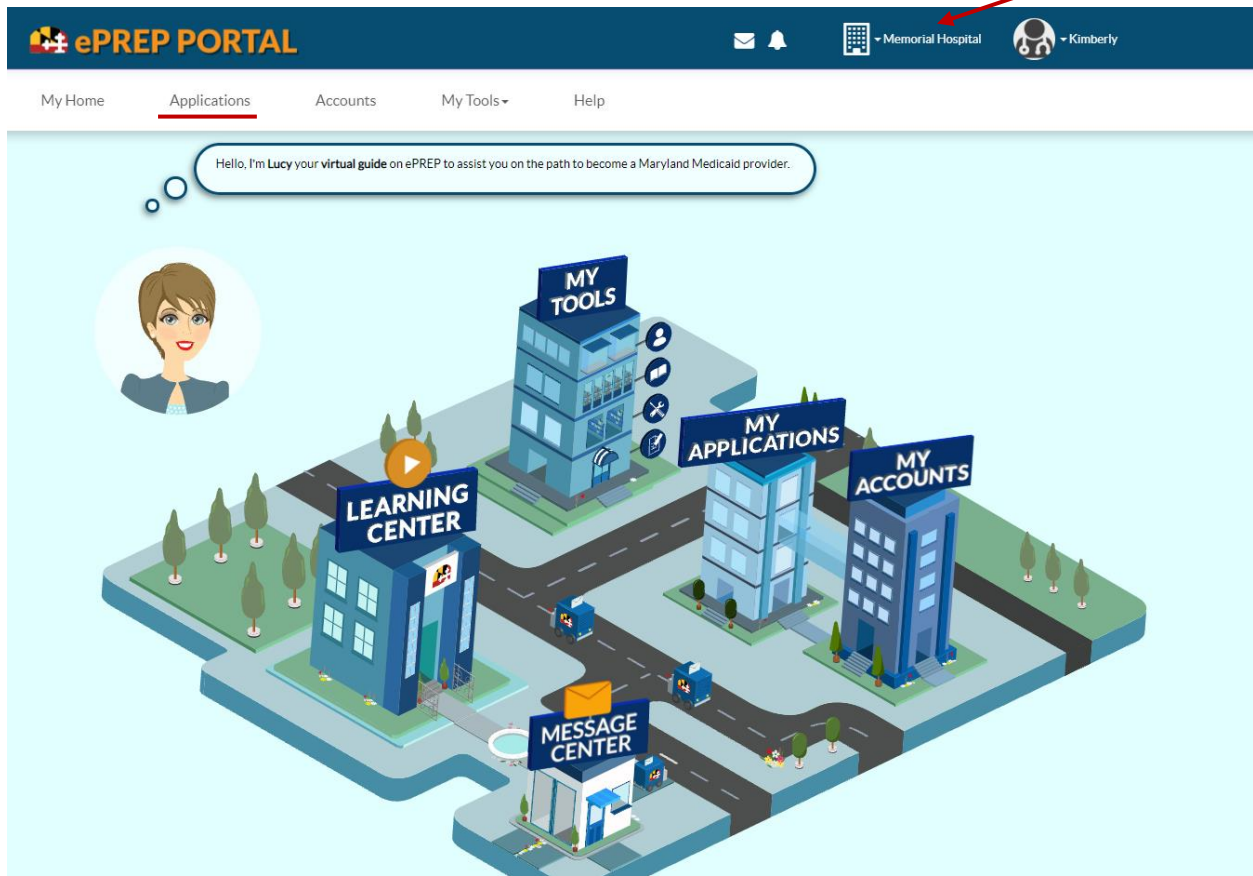 ePREP PORTAL
Memorial Hospital
Kimberly
My Home Applications Accounts My Tools Help
Hello, I'm Lucy your virtual guide on ePREP to assist you on the path to become a Maryland Medicaid provider.
MY
TOOLS
MY
APPLICATIONS
MY
ACCOUNTS
LEARNING
CENTER
MESSAGE
CENTER